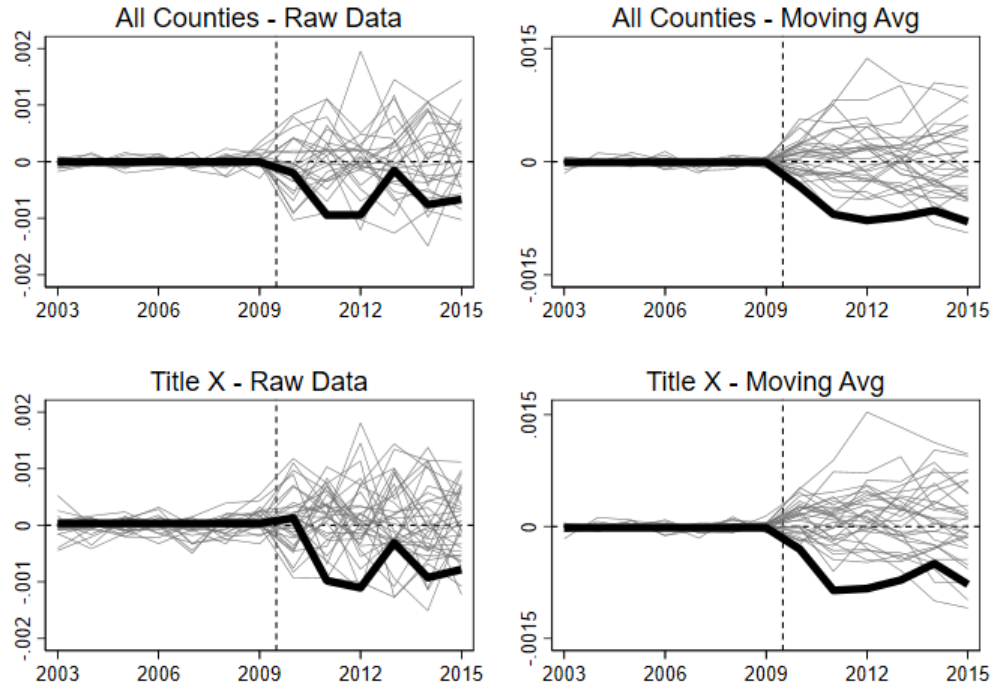 All Counties - Raw Data
.002
.001
0
-.001
-.002
2003 2006 2009 2012 2015
All Counties - Moving Avg
.0015
0
-.0015
2003 2006 2009 2012 2015
Title X - Raw Data
.002
.001
0
-.001
-.002
2003 2006 2009 2012 2015
Title X - Moving Avg
.0015
0
-.0015
2003 2006 2009 2012 2015